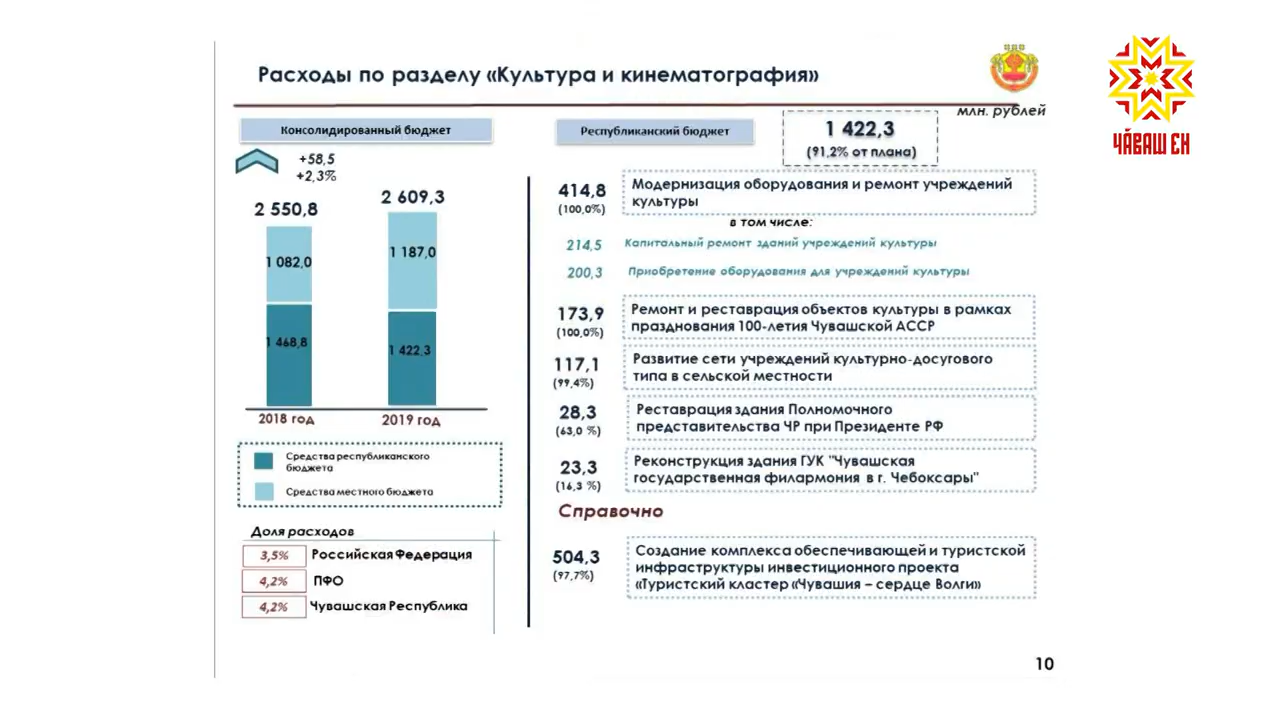 Расходы по разделу «Культура и кинематография»
млн. рублей
ЧӐВАШ ЕН
Консолидированный бюджет
+58,5
+2,3%
2 550,8
2 609,3
1 082,0
1 187,0
1 468,8
1 422,3
2018 год
2019 год
Средства республиканского
бюджета
Средства местного бюджета
Доля расходов
3,5% Российская Федерация
4,2% ПФО
4,2% Чувашская Республика
Республиканский бюджет
1 422,3
(91,2% от плана)
414,8
(100,0%)
Модернизация оборудования и ремонт учреждений
культуры
в том числе:
214,5 Капитальный ремонт зданий учреждений культуры
200,3 Приобретение оборудования для учреждений культуры
173,9
(100,0%)
Ремонт и реставрация объектов культуры в рамках
празднования 100-летия Чувашской АССР
117,1
(99,4%)
Развитие сети учреждений культурно-досугового
типа в сельской местности
28,3
(63,0 %)
Реставрация здания Полномочного
представительства ЧР при Президенте РФ
23,3
(16,3 %)
Реконструкция здания ГУК "Чувашская
государственная филармония в г. Чебоксары"
Справочно
504,3
(97,7%)
Создание комплекса обеспечивающей и туристской
инфраструктуры инвестиционного проекта
«Туристский кластер «Чувашия – сердце Волги»
10